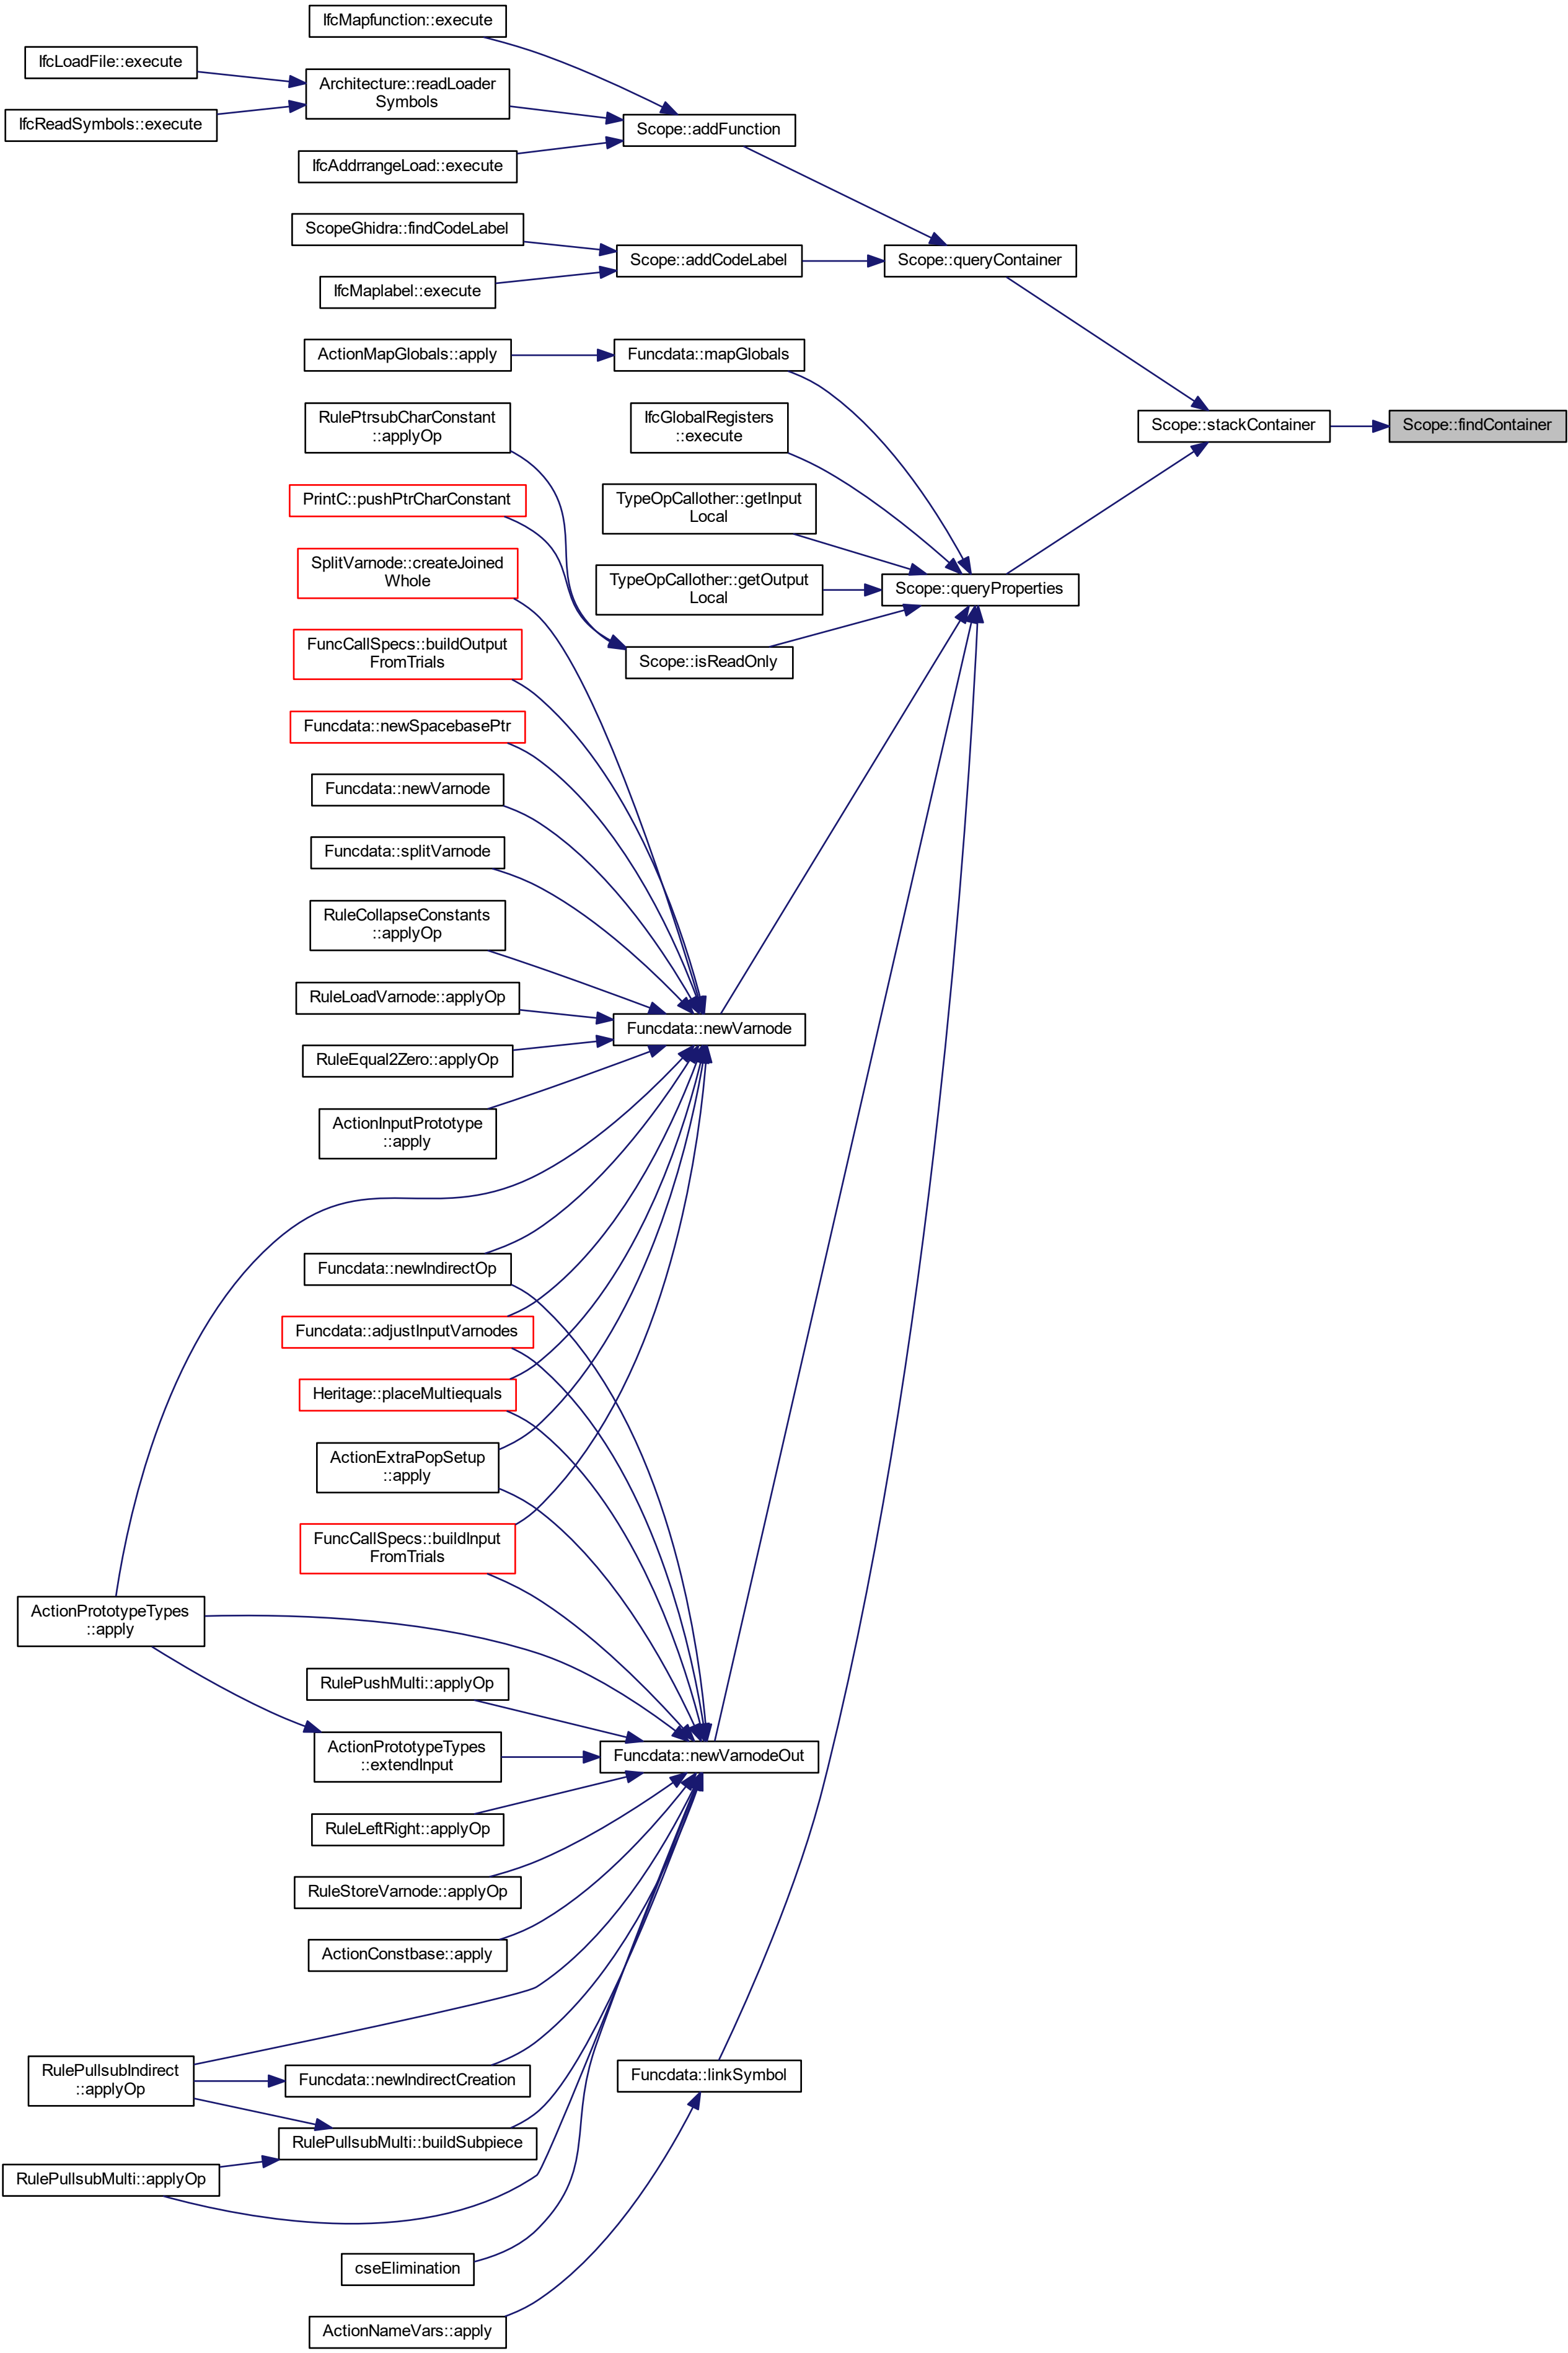 IfcMapfunction::execute
IfcLoadFile::execute
Architecture::readLoader
Symbols
IfcReadSymbols::execute
Scope::addFunction
IfcAddrrangeLoad::execute
ScopeGhidra::findCodeLabel
Scope::addCodeLabel
Scope::queryContainer
IfcMaplabel::execute
ActionMapGlobals::apply
Funcdata::mapGlobals
RulePtrsubCharConstant
::applyOp
IfcGlobalRegisters
::execute
Scope::stackContainer
Scope::findContainer
PrintC::pushPtrCharConstant
TypeOpCallother::getInput
Local
SplitVarnode::createJoined
Whole
TypeOpCallother::getOutput
Local
Scope::queryProperties
FuncCallSpecs::buildOutput
FromTrials
Scope::isReadOnly
Funcdata::newSpacebasePtr
Funcdata::newVarnode
Funcdata::splitVarnode
RuleCollapseConstants
::applyOp
RuleLoadVarnode::applyOp
Funcdata::newVarnode
RuleEqual2Zero::applyOp
ActionInputPrototype
::apply
Funcdata::newIndirectOp
Funcdata::adjustInputVarnodes
Heritage::placeMultiequals
ActionExtraPopSetup
::apply
FuncCallSpecs::buildInput
FromTrials
ActionPrototypeTypes
::apply
RulePushMulti::applyOp
ActionPrototypeTypes
::extendInput
Funcdata::newVarnodeOut
RuleLeftRight::applyOp
RuleStoreVarnode::applyOp
ActionConstbase::apply
RulePullsubIndirect
::applyOp
Funcdata::newIndirectCreation
Funcdata::linkSymbol
RulePullsubMulti::buildSubpiece
RulePullsubMulti::applyOp
cseElimination
ActionNameVars::apply